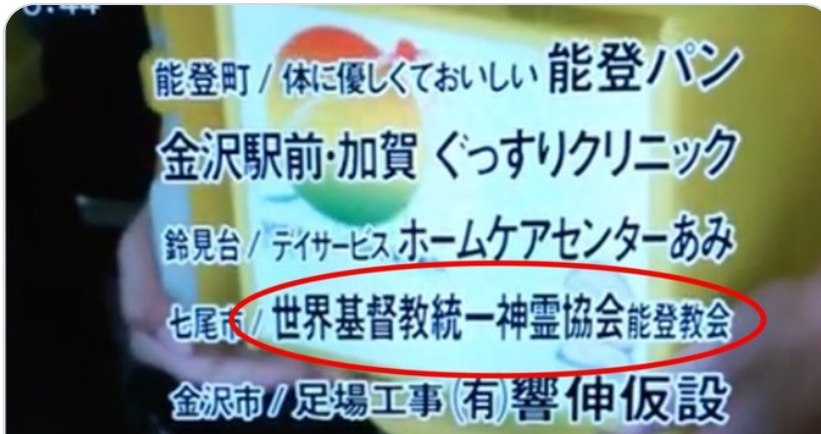 能登町/体に優しくておいしい 能登パン
金沢駅前・加賀 ぐっすりクリニック
鈴見台/デイサービス ホームケアセンターあみ
七尾市/世界基督教統一神霊協会能登教会
金沢市/足場工事(有)響伸仮設